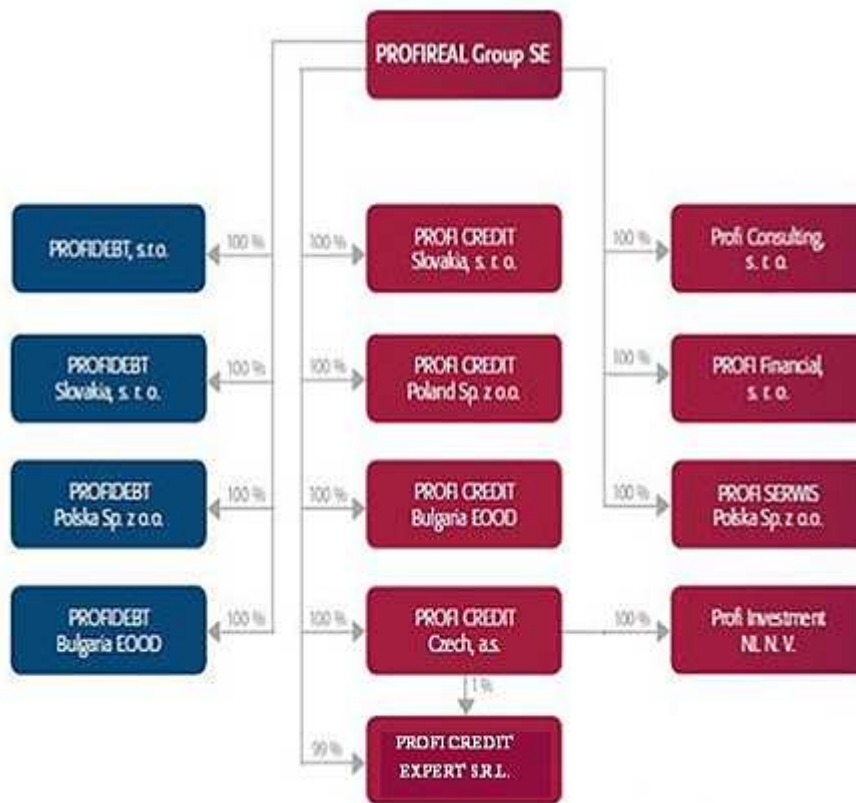 PROFIREAL Group SE
PROFIDEBT, s.r.o.
100 %
100 %
PROFI CREDIT
Slovakia, s. r. o.
100 %
Profi Consulting,
s. r. o.
PROFIDEBT
Slovakia, s. r. o.
100 %
100 %
PROFI CREDIT
Poland Sp. z o.o.
100 %
PROFI Financial,
s. r. o.
PROFIDEBT
Polska Sp. z o.o.
100 %
100 %
PROFI CREDIT
Bulgaria EOOD
100 %
PROFI SERWIS
Polska Sp. z o.o.
PROFIDEBT
Bulgaria EOOD
100 %
100 %
PROFI CREDIT
Czech, a.s.
100 %
Profi Investment
NL N. V.
1 %
99 %
PROFI CREDIT
EXPERT S.R.L.